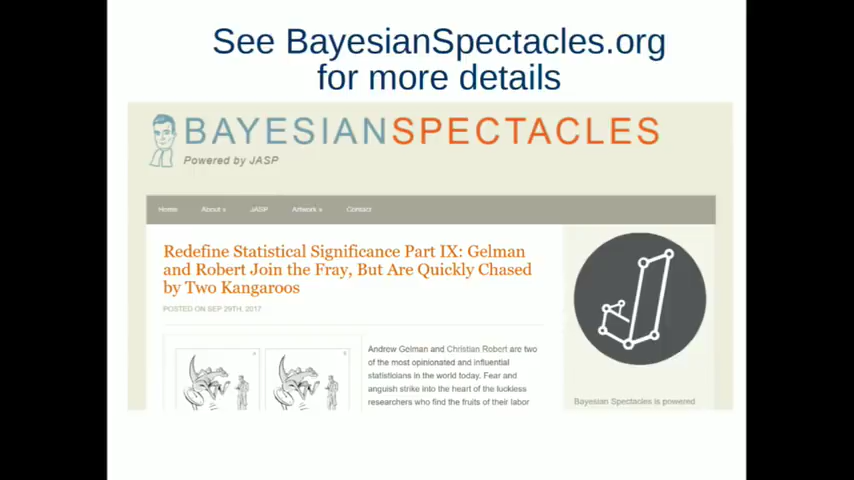 See BayesianSpectacles.org
for more details
BAYESIANSPECTACLES
Powered by JASP
Home About » JASP Artwork » Contact
Redefine Statistical Significance Part IX: Gelman
and Robert Join the Fray, But Are Quickly Chased
by Two Kangaroos
POSTED ON SEP 29TH, 2017
Andrew Gelman and Christian Robert are two
of the most opinionated and influential
statisticians in the world today. Fear and
anguish strike into the heart of the luckless
researchers who find the fruits of their labor
Bayesian Spectacles is powered